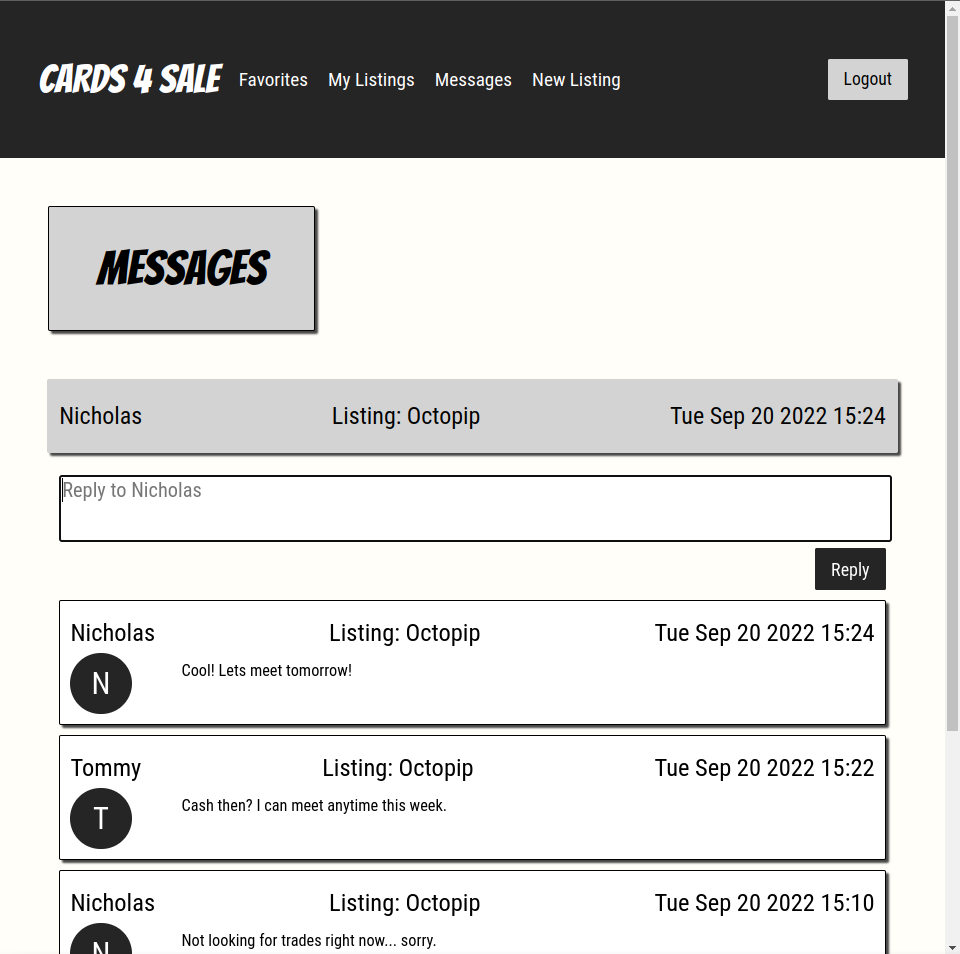 CARDS 4 SALE Favorites My Listings Messages New Listing Logout
MESSAGES
Nicholas Listing: Octopip Tue Sep 20 2022 15:24
Reply to Nicholas
Reply
Nicholas Listing: Octopip Tue Sep 20 2022 15:24
N Cool! Lets meet tomorrow!
Tommy Listing: Octopip Tue Sep 20 2022 15:22
T Cash then? I can meet anytime this week.
Nicholas Listing: Octopip Tue Sep 20 2022 15:10
N Not looking for trades right now... sorry.